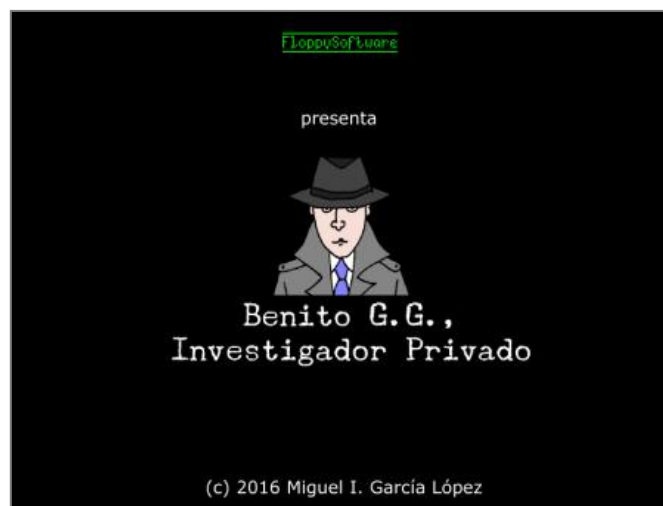 FloppySoftware
presenta
Benito G.G.,
Investigador Privado
(c) 2016 Miguel I. García López